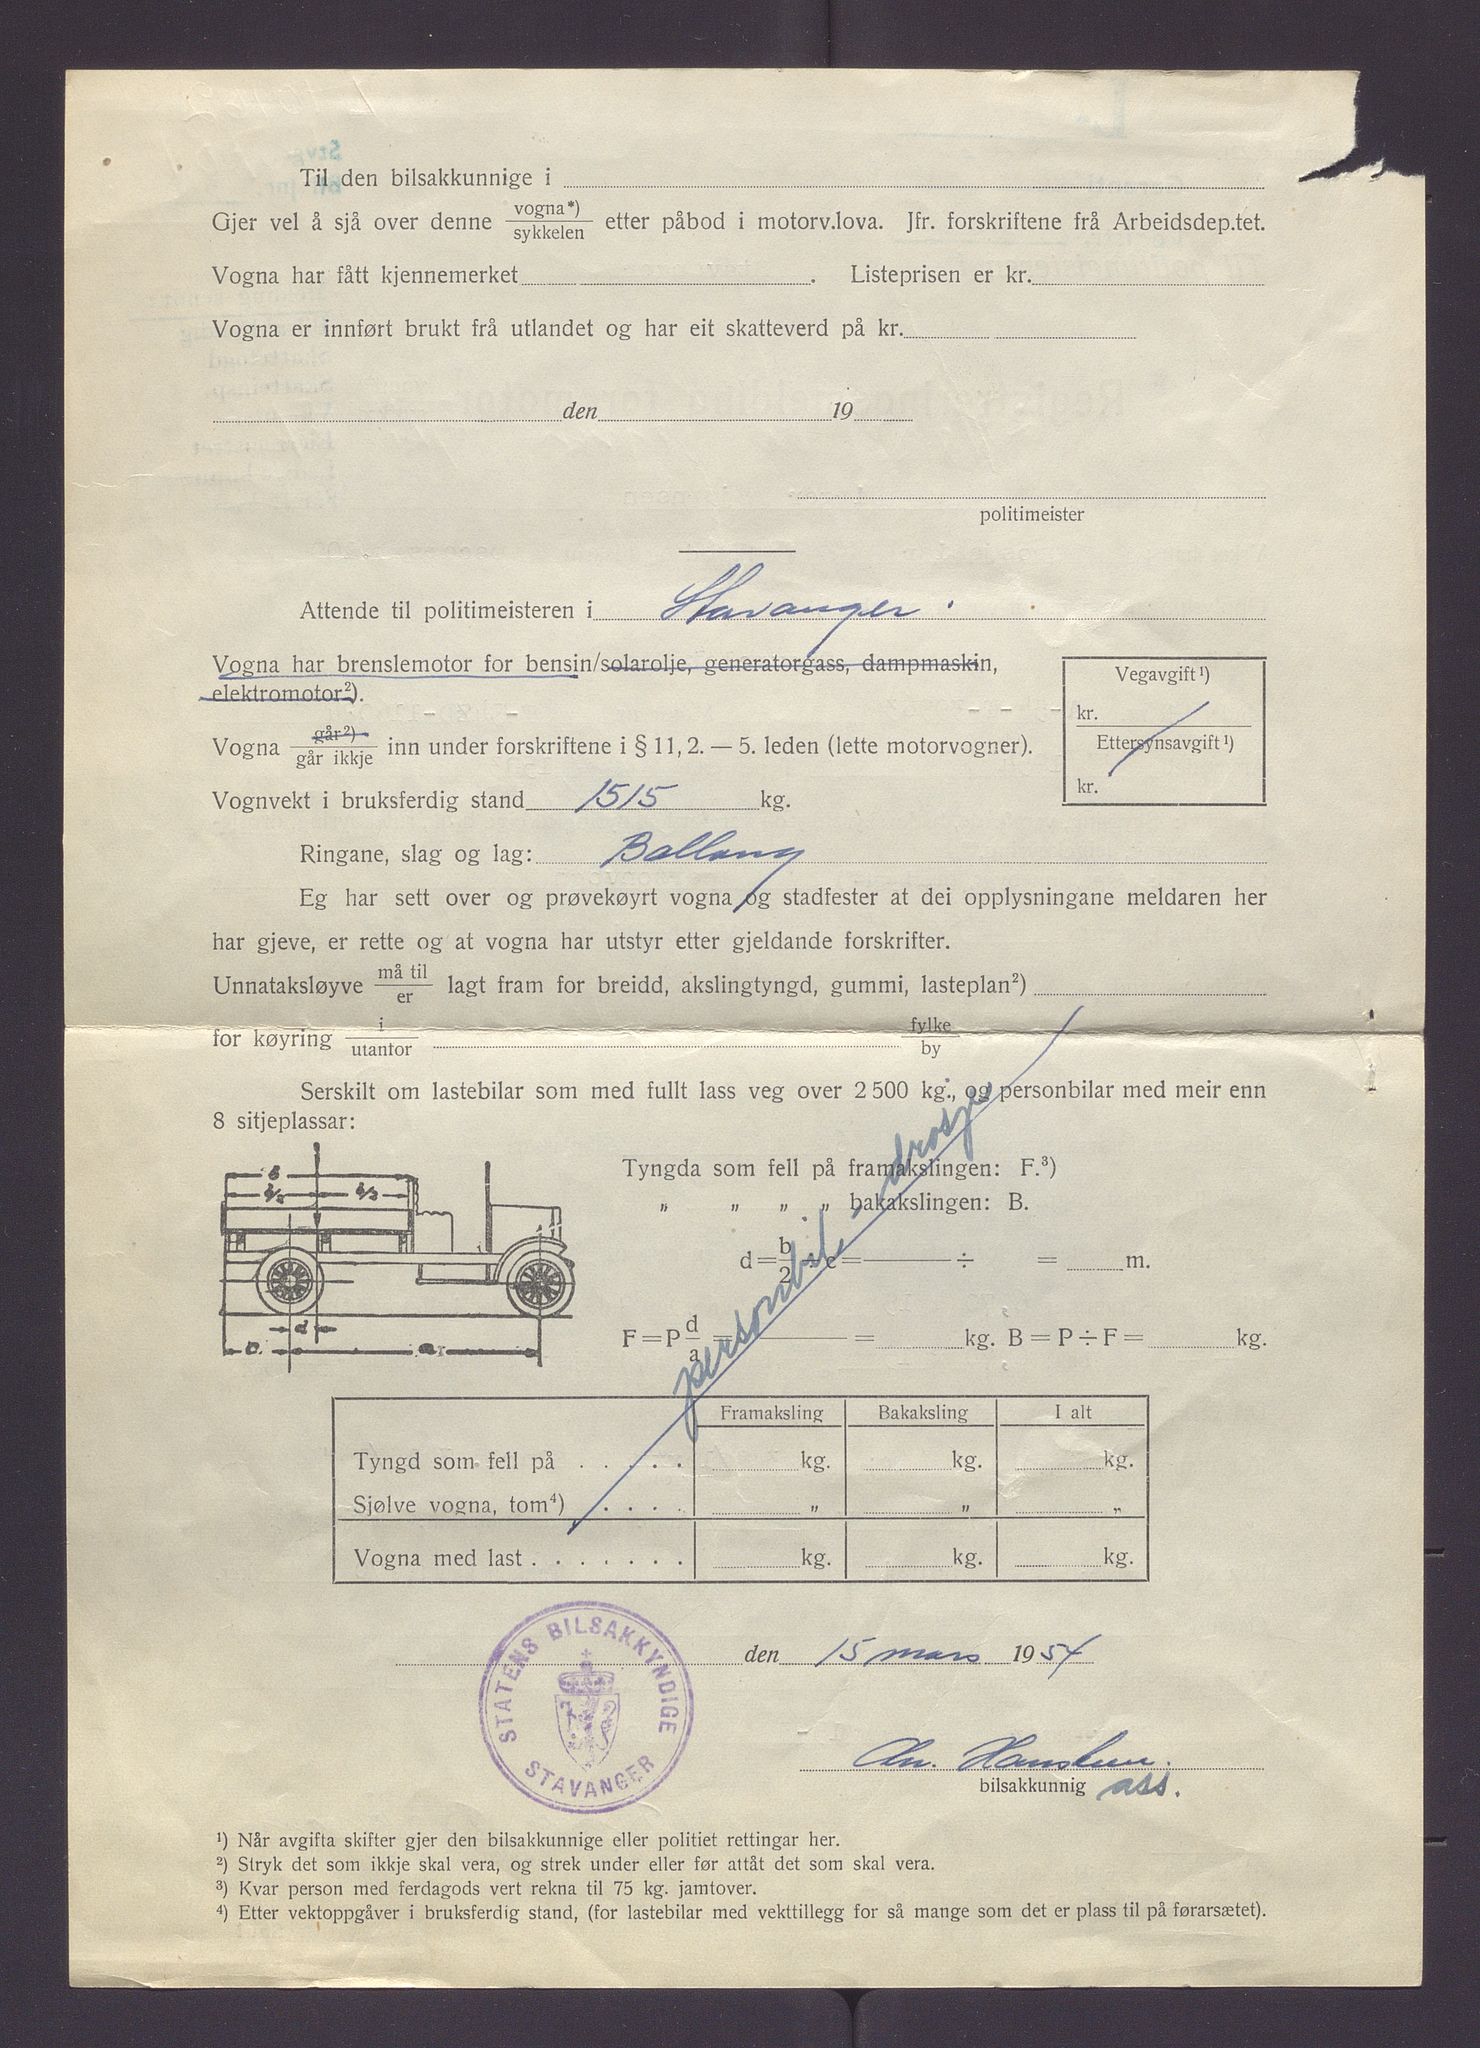 Til den bilsakkunnige i
Gjer vel å sjå over denne vogna*) / sykkelen etter påbod i motorv.lova. Jfr. forskriftene frå Arbeidsdep.tet.
Vogna har fått kjennemerket . Listeprisen er kr.
Vogna er innført brukt frå utlandet og har eit skatteverd på kr.
den 19
politimeister
Attende til politimeisteren i Stavanger.
Vogna har brenslemotor for bensin/solarolje, generatorgass, dampmaskin,
elektromotor²).
Vegavgift¹)
kr.
Ettersynsavgift¹)
kr.
Vogna går²) / går ikkje inn under forskriftene i § 11, 2. — 5. leden (lette motorvogner).
Vognvekt i bruksferdig stand 1515 kg.
Ringane, slag og lag: Ballong
Eg har sett over og prøvekøyrt vogna og stadfester at dei opplysningane meldaren her
har gjeve, er rette og at vogna har utstyr etter gjeldande forskrifter.
Unnataksløyve må til / er lagt fram for breidd, akslingtyngd, gummi, lasteplan²)
for køyring i / utanfor fylke / by
Serskilt om lastebilar som med fullt lass veg over 2 500 kg., og personbilar med meir enn
8 sitjeplassar:
personbil drosje
Tyngda som fell på framakslingen: F.³)
„ „ „ „ bakakslingen: B.
d = b/2 ÷ c = ÷ = m.
F = P d/a = = kg. B = P ÷ F = kg.
b
b/2 b/2
d
c a
Framaksling Bakaksling I alt
Tyngd som fell på . . . . . kg. kg. kg.
Sjølve vogna, tom⁴) . . . . „ „ „
Vogna med last . . . . . . . kg. kg. kg.
STATENS BILSAKKYNDIGE
STAVANGER
den 15 mars 1954
bilsakkunnig ass.
¹) Når avgifta skifter gjer den bilsakkunnige eller politiet rettingar her.
²) Stryk det som ikkje skal vera, og strek under eller før attåt det som skal vera.
³) Kvar person med ferdagods vert rekna til 75 kg. jamtover.
⁴) Etter vektoppgåver i bruksferdig stand, (for lastebilar med vekttillegg for så mange som det er plass til på førarsætet).